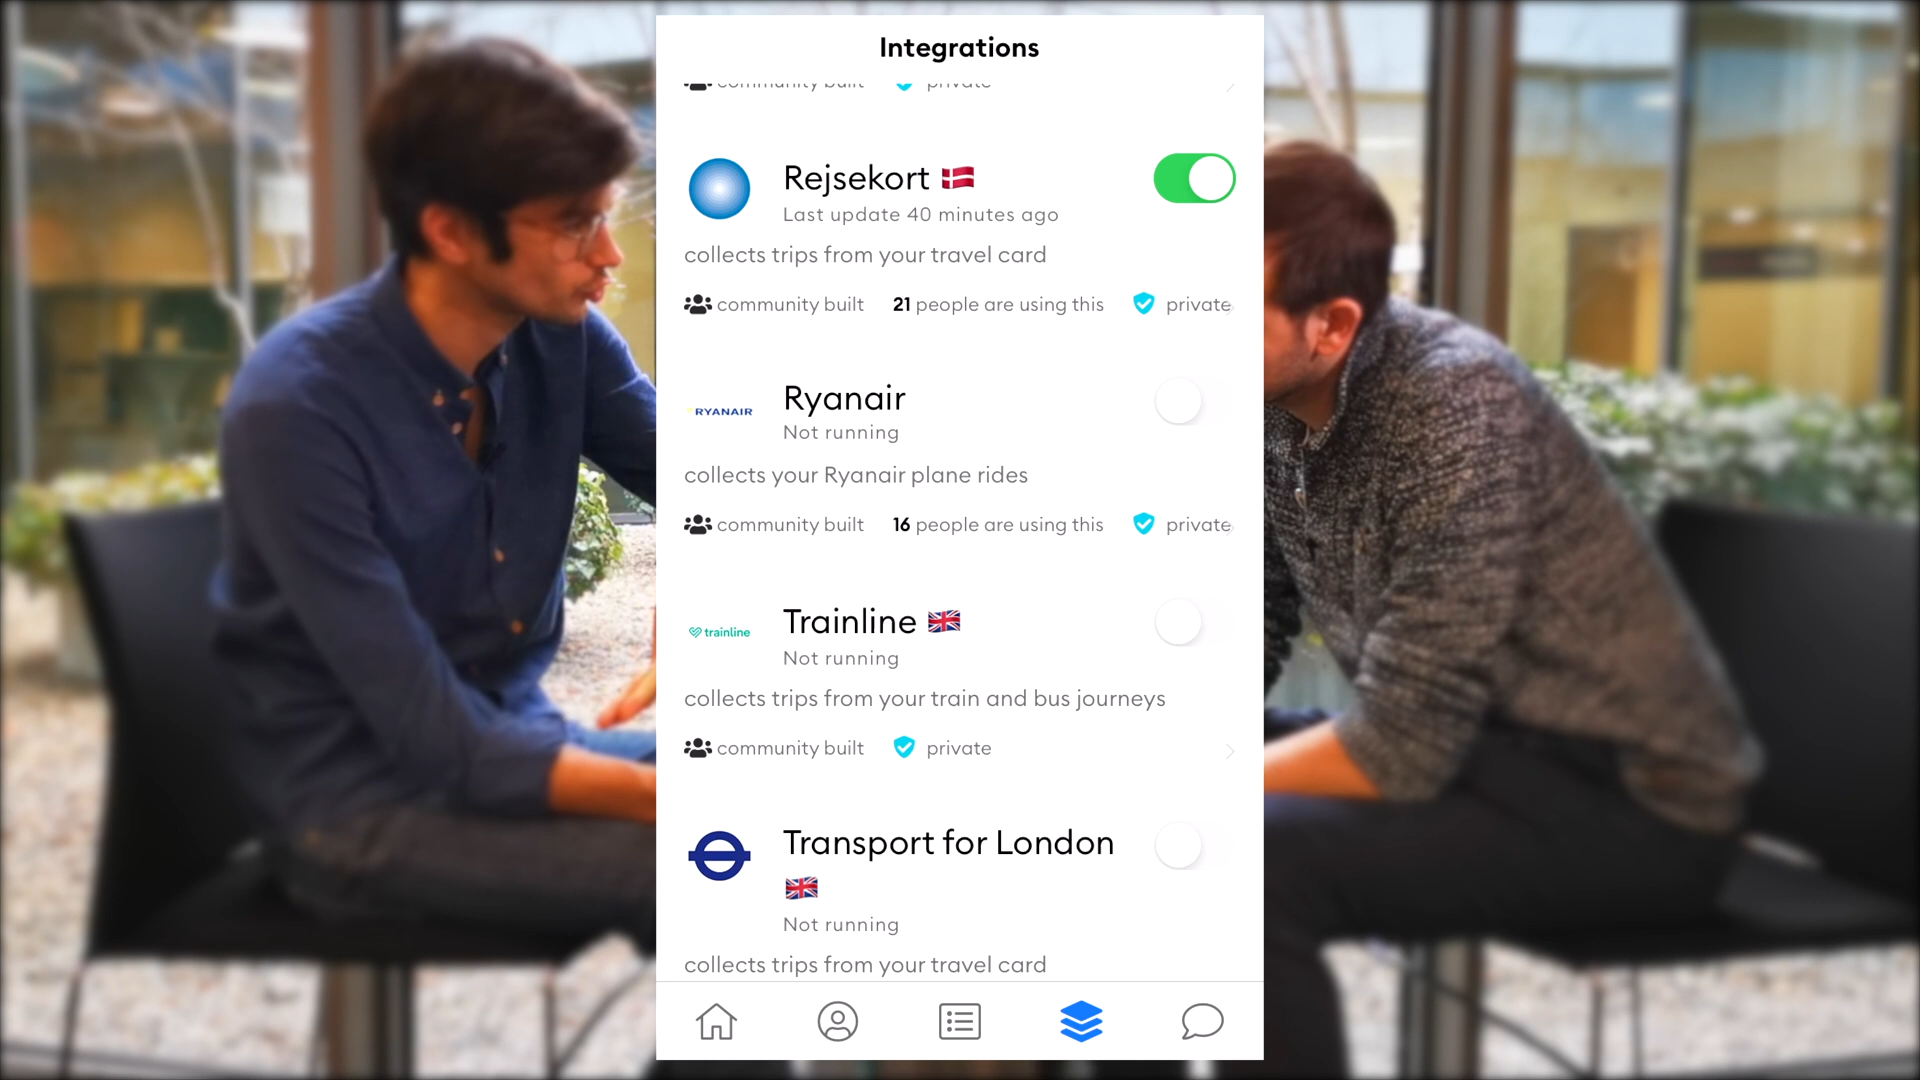 Integrations
community built private
Rejsekort 🇩🇰
Last update 40 minutes ago
collects trips from your travel card
community built 21 people are using this private
RYANAIR
Ryanair
Not running
collects your Ryanair plane rides
community built 16 people are using this private
trainline
Trainline 🇬🇧
Not running
collects trips from your train and bus journeys
community built private
Transport for London
🇬🇧
Not running
collects trips from your travel card